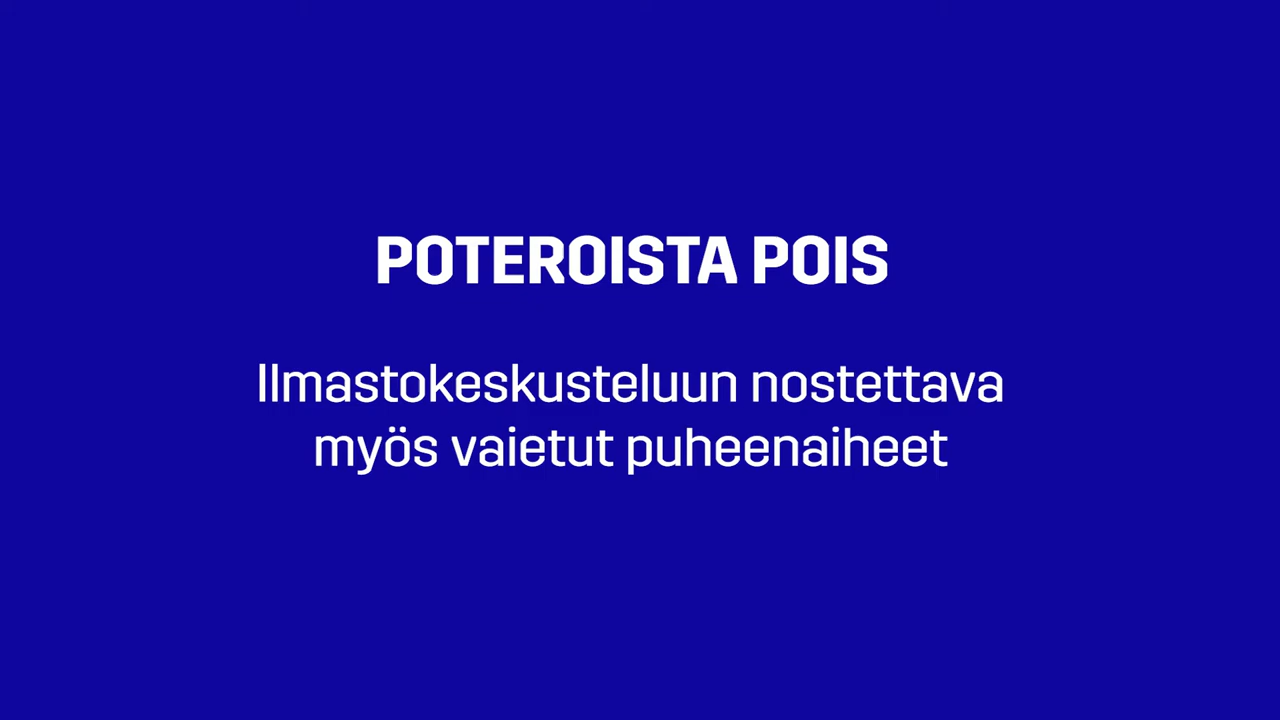 POTEROISTA POIS
Ilmastokeskusteluun nostettava
myös vaietut puheenaiheet